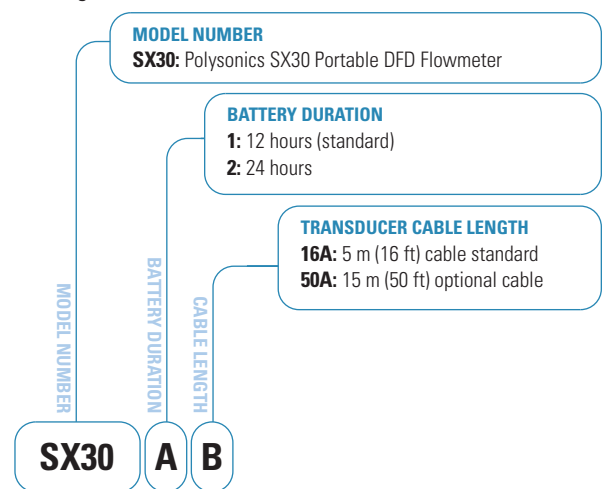 MODEL NUMBER
SX30: Polysonics SX30 Portable DFD Flowmeter
BATTERY DURATION
1: 12 hours (standard)
2: 24 hours
TRANSDUCER CABLE LENGTH
16A: 5 m (16 ft) cable standard
50A: 15 m (50 ft) optional cable
MODEL NUMBER
BATTERY DURATION
CABLE LENGTH
SX30 A B